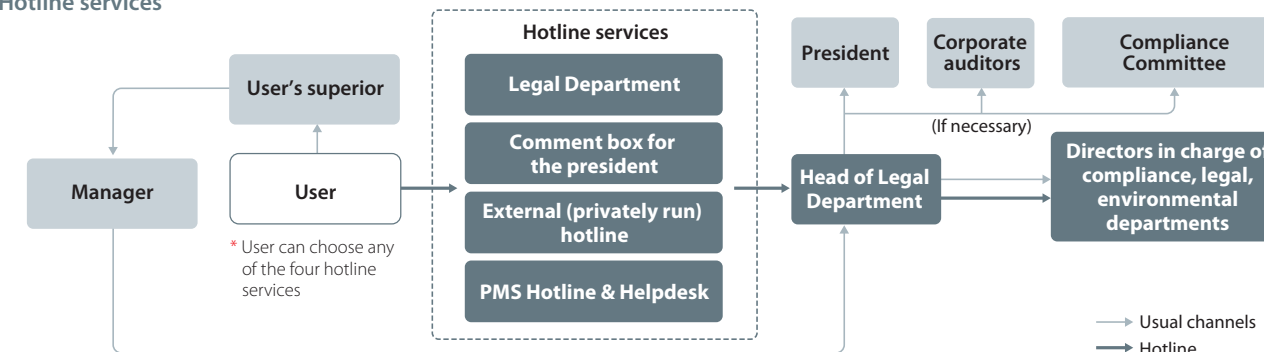 Hotline services
Hotline services
Legal Department
Comment box for
the president
External (privately run)
hotline
PMS Hotline & Helpdesk
User's superior
Manager
User
* User can choose any
of the four hotline
services
President
Corporate
auditors
Compliance
Committee
(If necessary)
Head of Legal
Department
Directors in charge of
compliance, legal,
environmental
departments
Usual channels
Hotline